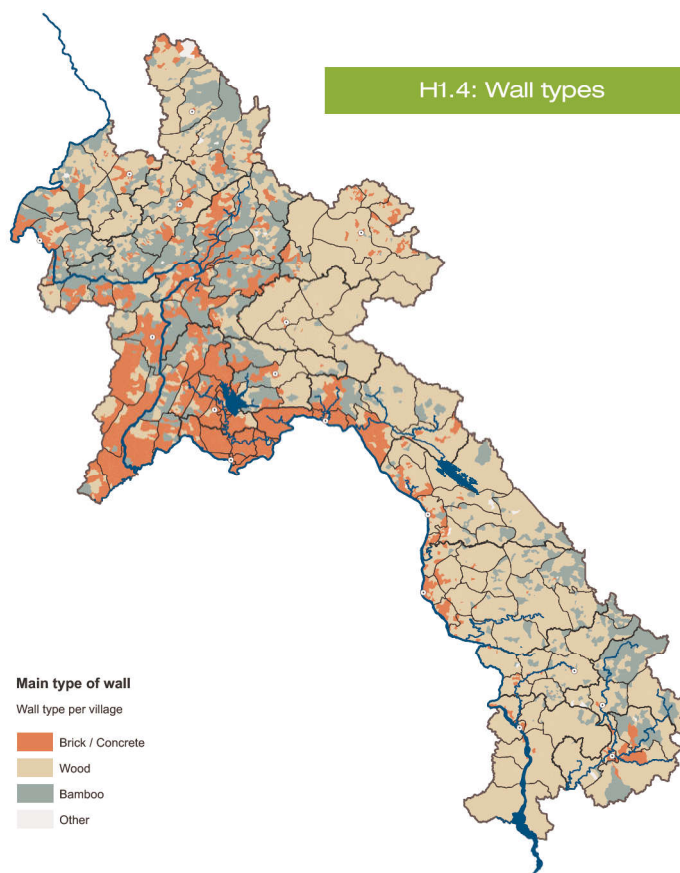 H1.4: Wall types
Main type of wall
Wall type per village
Brick / Concrete
Wood
Bamboo
Other